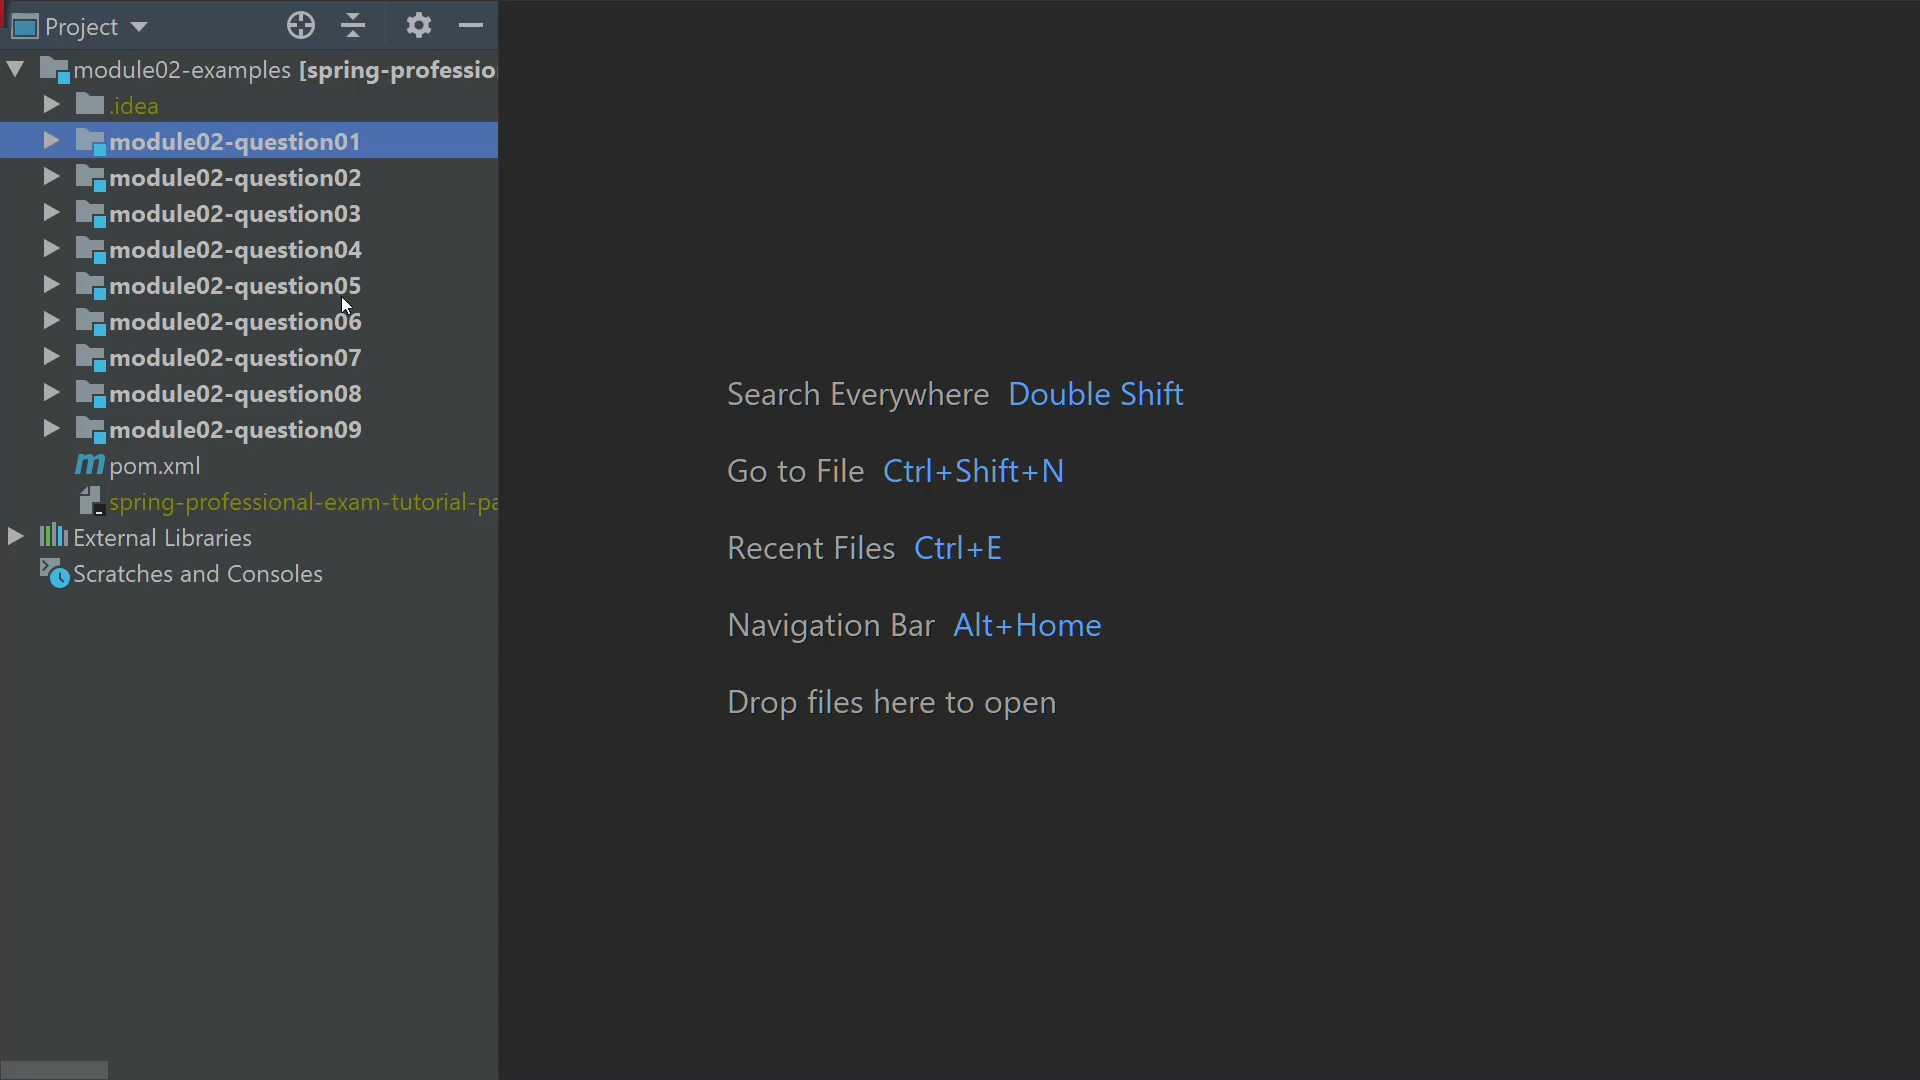 Project
module02-examples [spring-professio
.idea
module02-question01
module02-question02
module02-question03
module02-question04
module02-question05
module02-question06
module02-question07
module02-question08
module02-question09
pom.xml
spring-professional-exam-tutorial-pa
External Libraries
Scratches and Consoles
Search Everywhere Double Shift
Go to File Ctrl+Shift+N
Recent Files Ctrl+E
Navigation Bar Alt+Home
Drop files here to open